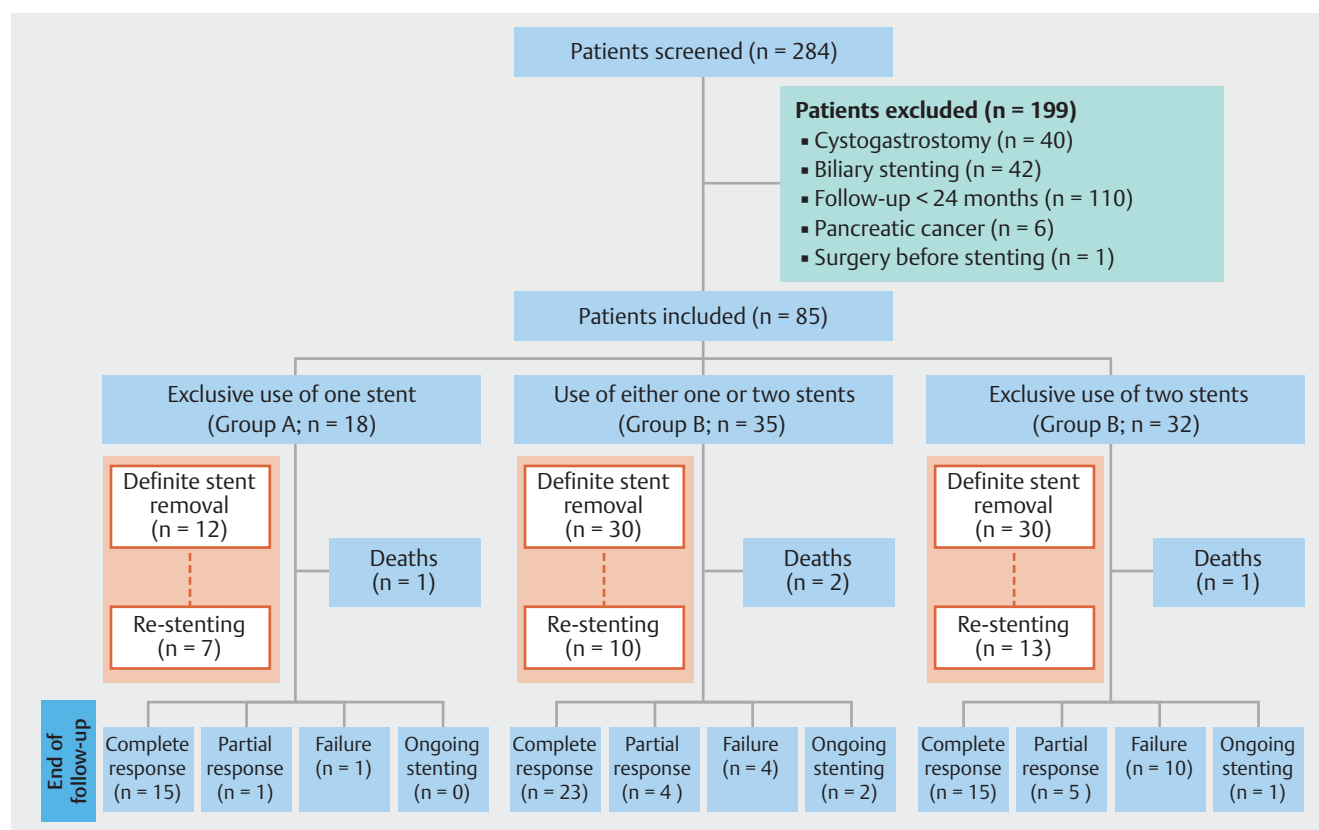 Patients screened (n = 284)
Patients excluded (n = 199)
▪ Cystogastrostomy (n = 40)
▪ Biliary stenting (n = 42)
▪ Follow-up < 24 months (n = 110)
▪ Pancreatic cancer (n = 6)
▪ Surgery before stenting (n = 1)
Patients included (n = 85)
Exclusive use of one stent
(Group A; n = 18)
Use of either one or two stents
(Group B; n = 35)
Exclusive use of two stents
(Group B; n = 32)
Definite stent
removal
(n = 12)
Deaths
(n = 1)
Re-stenting
(n = 7)
Definite stent
removal
(n = 30)
Deaths
(n = 2)
Re-stenting
(n = 10)
Definite stent
removal
(n = 30)
Deaths
(n = 1)
Re-stenting
(n = 13)
End of
follow-up
Complete
response
(n = 15)
Partial
response
(n = 1)
Failure
(n = 1)
Ongoing
stenting
(n = 0)
Complete
response
(n = 23)
Partial
response
(n = 4 )
Failure
(n = 4)
Ongoing
stenting
(n = 2)
Complete
response
(n = 15)
Partial
response
(n = 5 )
Failure
(n = 10)
Ongoing
stenting
(n = 1)